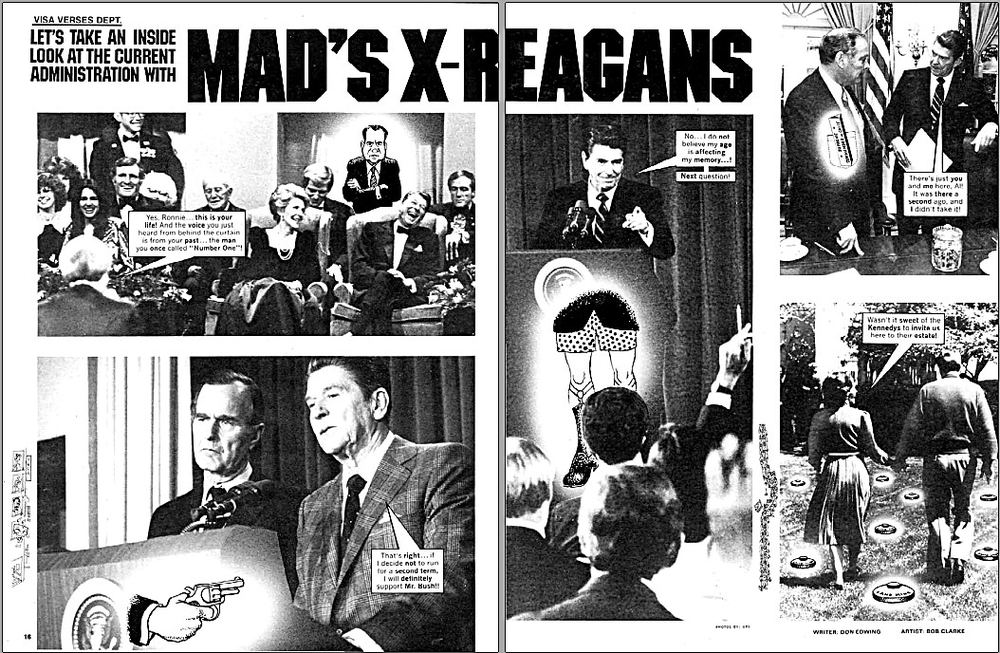 VISA VERSES DEPT.
LET'S TAKE AN INSIDE
LOOK AT THE CURRENT
ADMINISTRATION WITH
MAD'S X-REAGANS
Yes, Ronnie... this is your
life! And the voice you just
heard from behind the curtain
is from your past... the man
you once called "Number One"!
No... I do not
believe my age
is affecting
my memory...!
Next question!
There's just you
and me here, Al!
It was there a
second ago, and
I didn't take it!
That's right... if
I decide not to run
for a second term,
I will definitely
support Mr. Bush!!
Wasn't it sweet of the
Kennedys to invite us
here to their estate!
LAND MINE
16
PHOTOS BY: UPI
WRITER: DON EDWING
ARTIST: BOB CLARKE